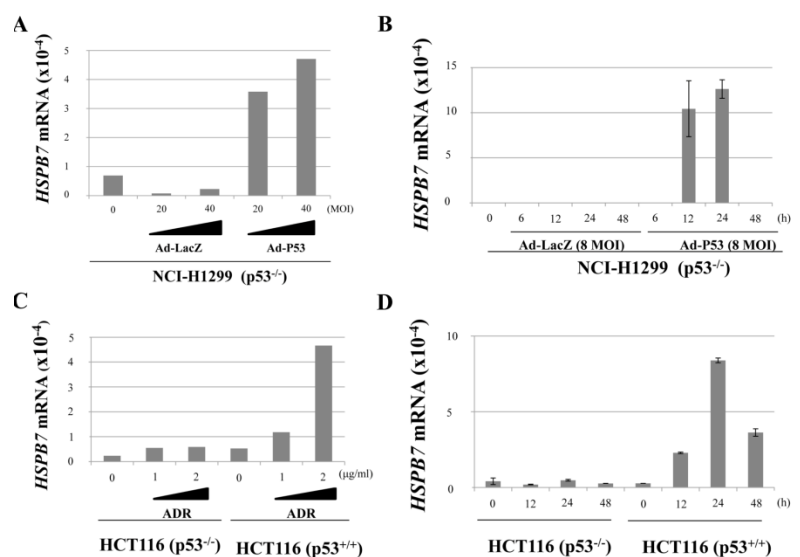 A
HSPB7 mRNA (x10-4)
5
4
3
2
1
0
0 20 40 20 40 (MOI)
Ad-LacZ Ad-P53
NCI-H1299 (p53-/-)
B
HSPB7 mRNA (x10-4)
15
10
5
0
0 6 12 24 48 6 12 24 48 (h)
Ad-LacZ (8 MOI) Ad-P53 (8 MOI)
NCI-H1299 (p53-/-)
C
HSPB7 mRNA (x10-4)
5
4
3
2
1
0
0 1 2 0 1 2 (µg/ml)
ADR ADR
HCT116 (p53-/-) HCT116 (p53+/+)
D
HSPB7 mRNA (x10-4)
10
5
0
0 12 24 48 0 12 24 48 (h)
HCT116 (p53-/-) HCT116 (p53+/+)